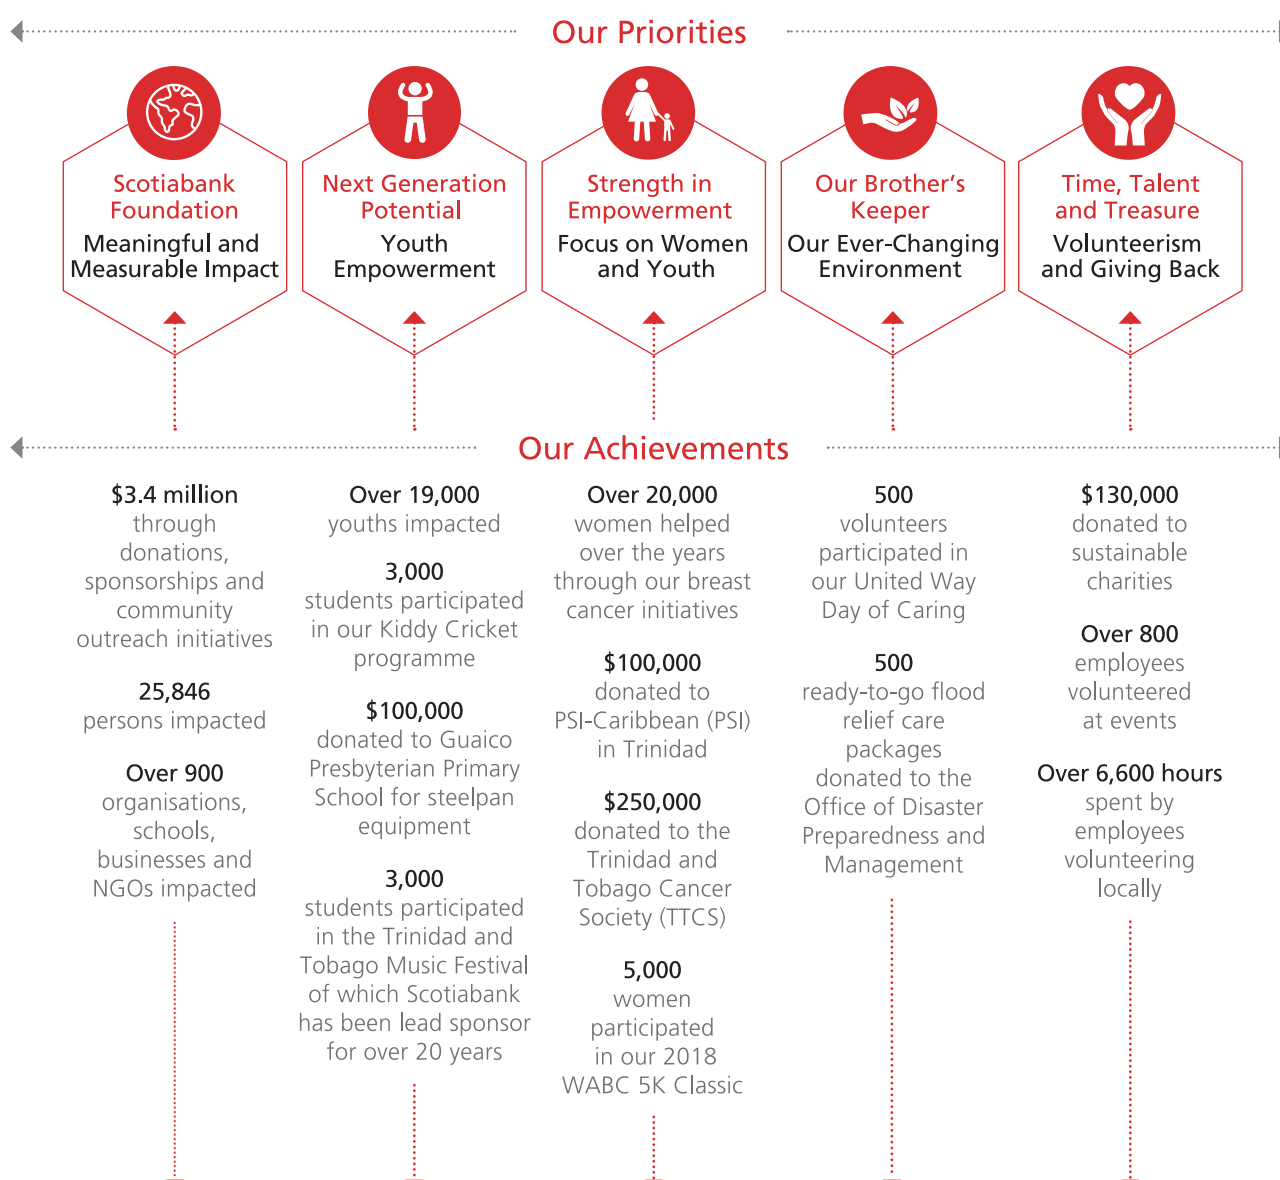 Our Priorities
Scotiabank
Foundation
Meaningful and
Measurable Impact
Next Generation
Potential
Youth
Empowerment
Strength in
Empowerment
Focus on Women
and Youth
Our Brother's
Keeper
Our Ever-Changing
Environment
Time, Talent
and Treasure
Volunteerism
and Giving Back
Our Achievements
$3.4 million
through
donations,
sponsorships and
community
outreach initiatives
25,846
persons impacted
Over 900
organisations,
schools,
businesses and
NGOs impacted
Over 19,000
youths impacted
3,000
students participated
in our Kiddy Cricket
programme
$100,000
donated to Guaico
Presbyterian Primary
School for steelpan
equipment
3,000
students participated
in the Trinidad and
Tobago Music Festival
of which Scotiabank
has been lead sponsor
for over 20 years
Over 20,000
women helped
over the years
through our breast
cancer initiatives
$100,000
donated to
PSI-Caribbean (PSI)
in Trinidad
$250,000
donated to the
Trinidad and
Tobago Cancer
Society (TTCS)
5,000
women
participated
in our 2018
WABC 5K Classic
500
volunteers
participated in
our United Way
Day of Caring
500
ready-to-go flood
relief care
packages
donated to the
Office of Disaster
Preparedness and
Management
$130,000
donated to
sustainable
charities
Over 800
employees
volunteered
at events
Over 6,600 hours
spent by
employees
volunteering
locally